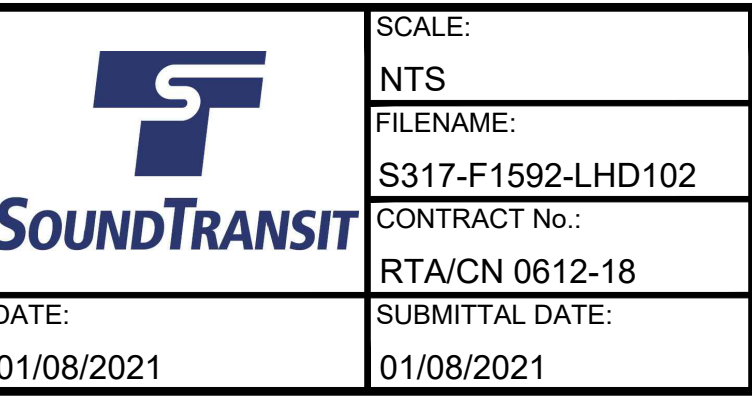 SCALE:
NTS
FILENAME:
S317-F1592-LHD102
SOUNDTRANSIT
CONTRACT No.:
RTA/CN 0612-18
DATE:
01/08/2021
SUBMITTAL DATE:
01/08/2021